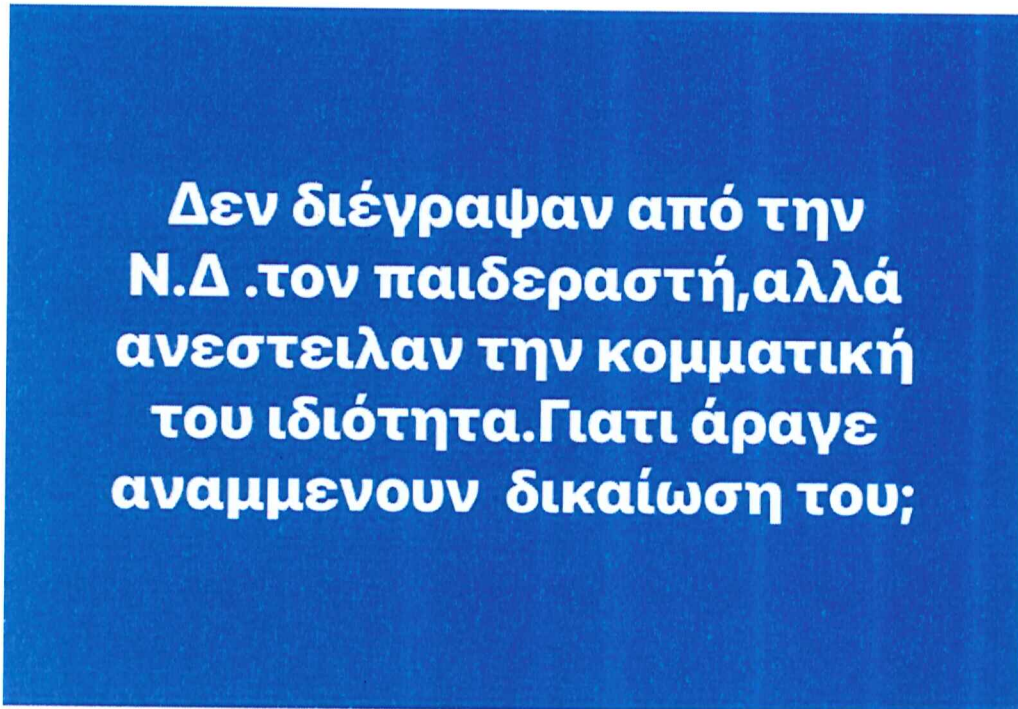 Δεν διέγραψαν από την
Ν.Δ .τον παιδεραστή,αλλά
ανεστειλαν την κομματική
του ιδιότητα.Γιατι άραγε
αναμμενουν δικαίωση του;